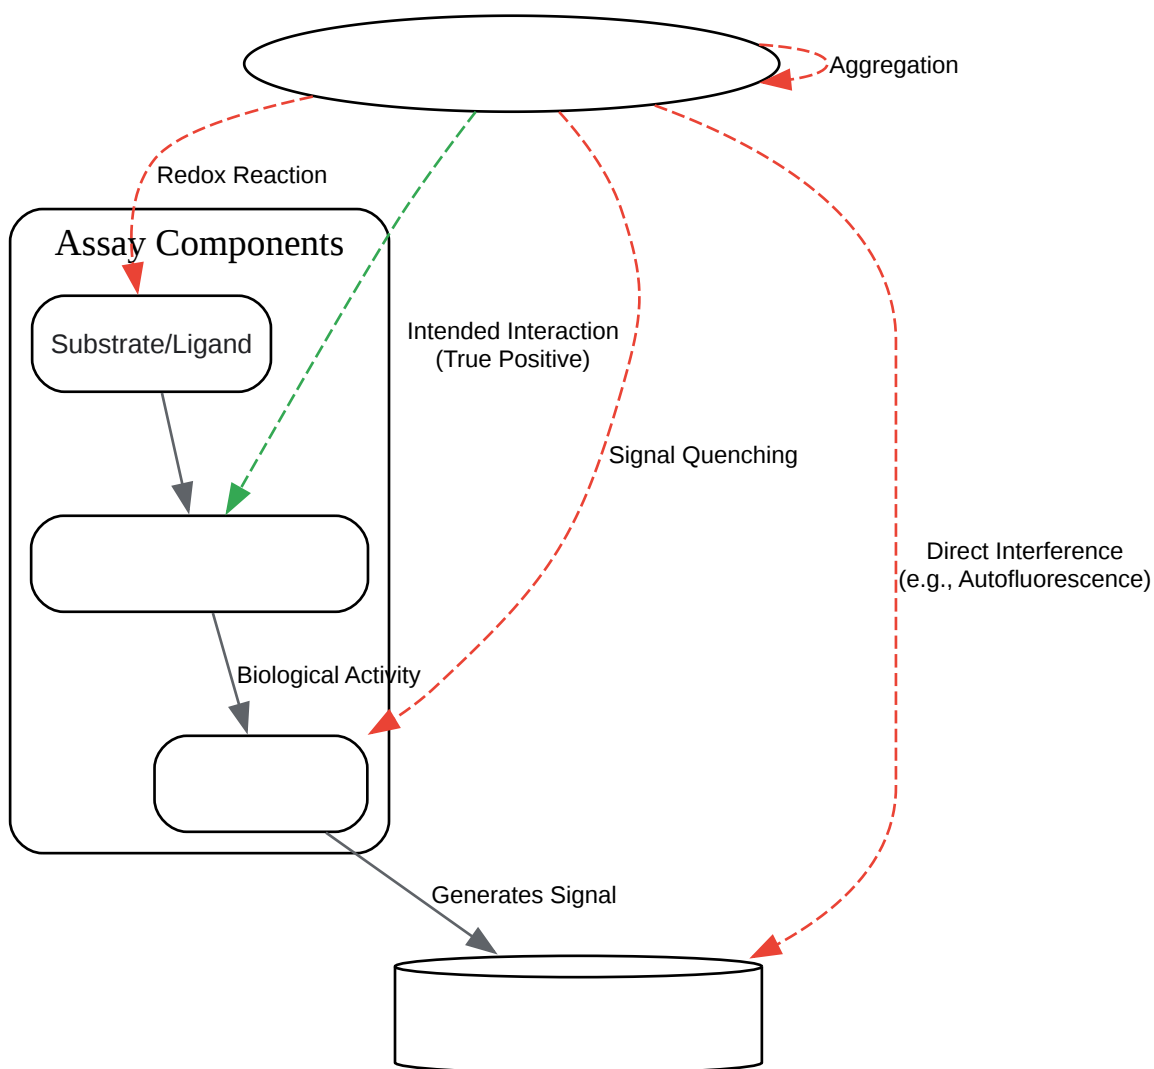 Aggregation
Redox Reaction
Assay Components
Substrate/Ligand
Intended Interaction
(True Positive)
Signal Quenching
Direct Interference
(e.g., Autofluorescence)
Biological Activity
Generates Signal